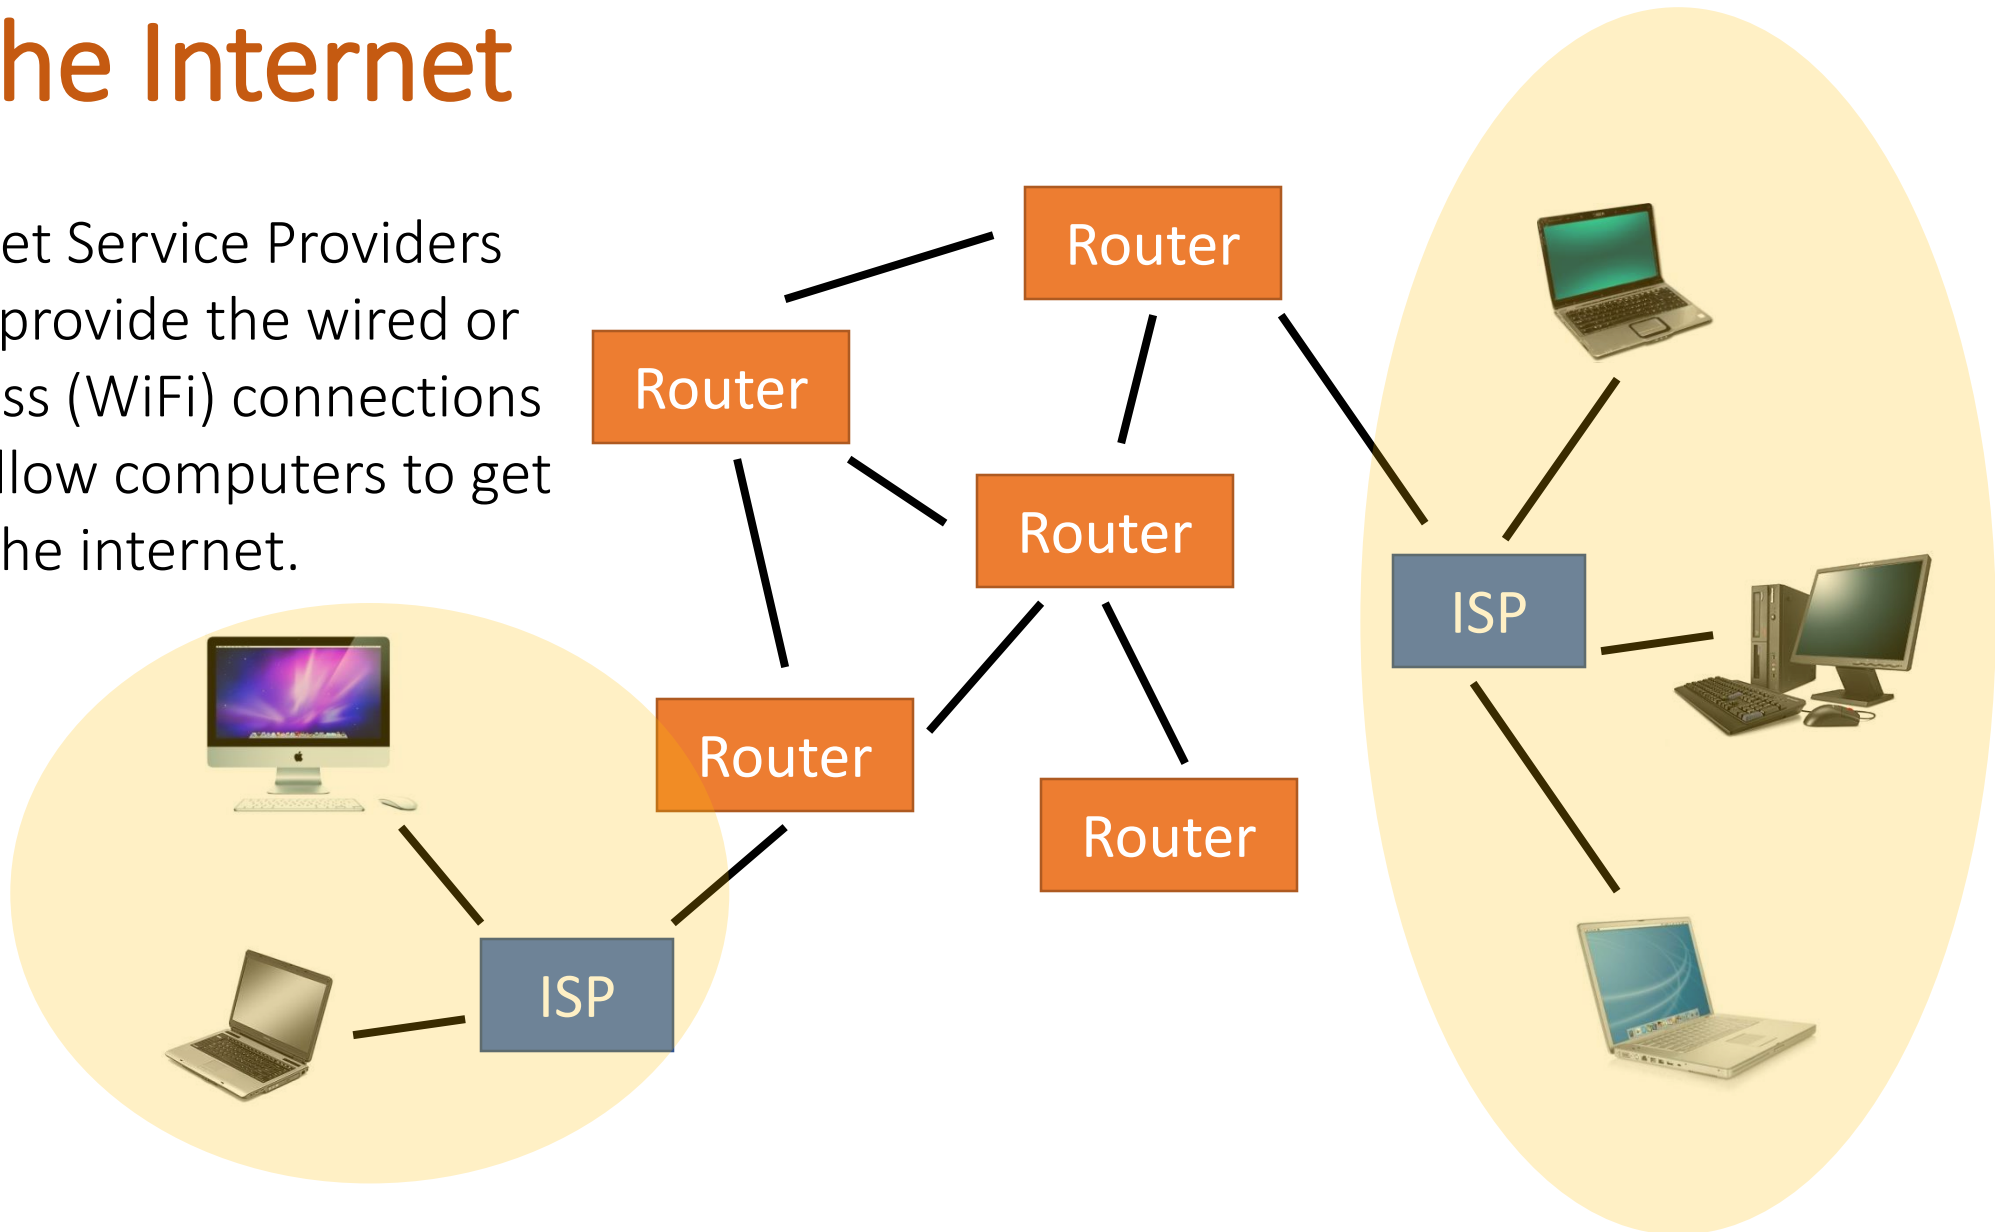 he Internet
et Service Providers
provide the wired or
ss (WiFi) connections
llow computers to get
he internet.
Router
Router
Router
ISP
Router
Router
ISP